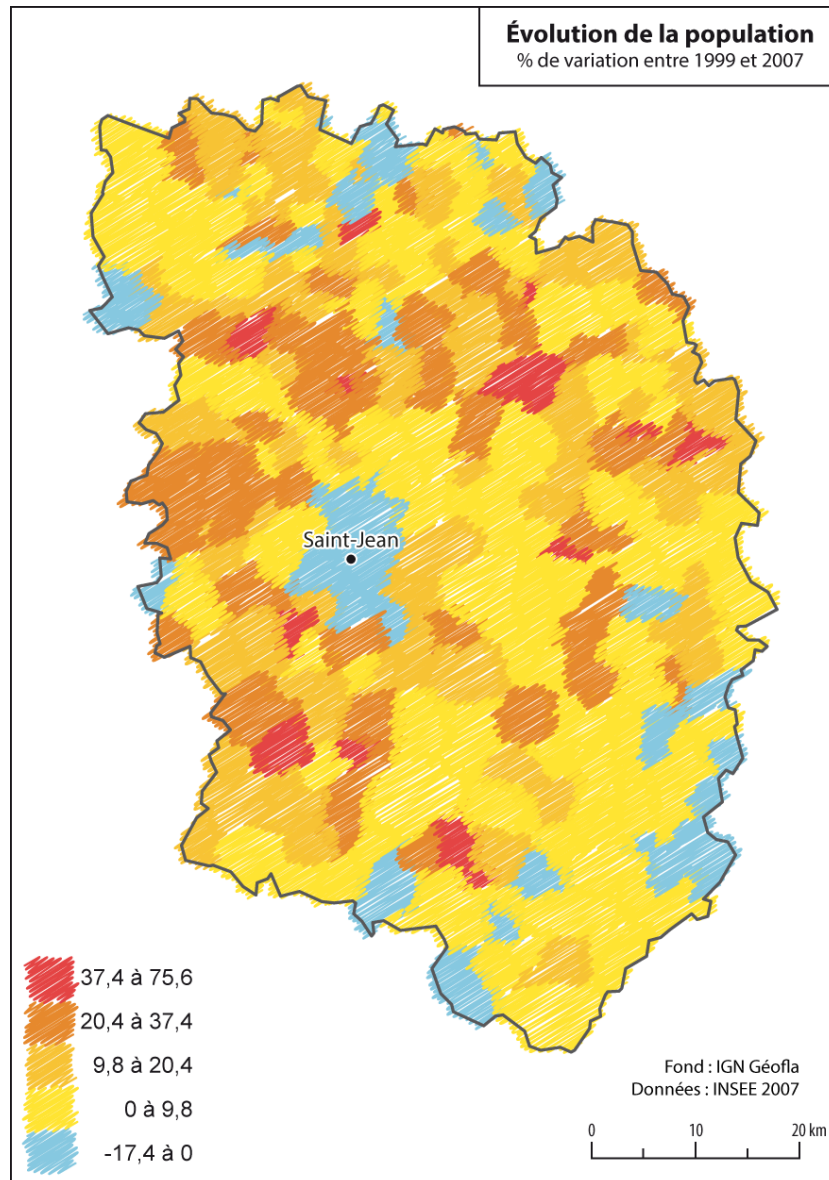 Évolution de la population
% de variation entre 1999 et 2007
Saint-Jean
37,4 à 75,6
20,4 à 37,4
9,8 à 20,4
0 à 9,8
-17,4 à 0
Fond : IGN Géofla
Données : INSEE 2007
0 10 20 km